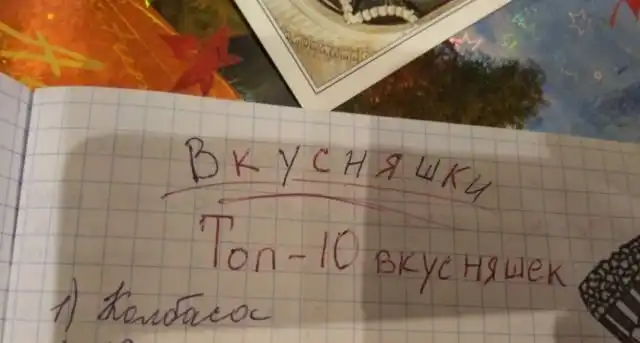 Вкусняшки
Топ-10 вкусняшек
1) Колбаса